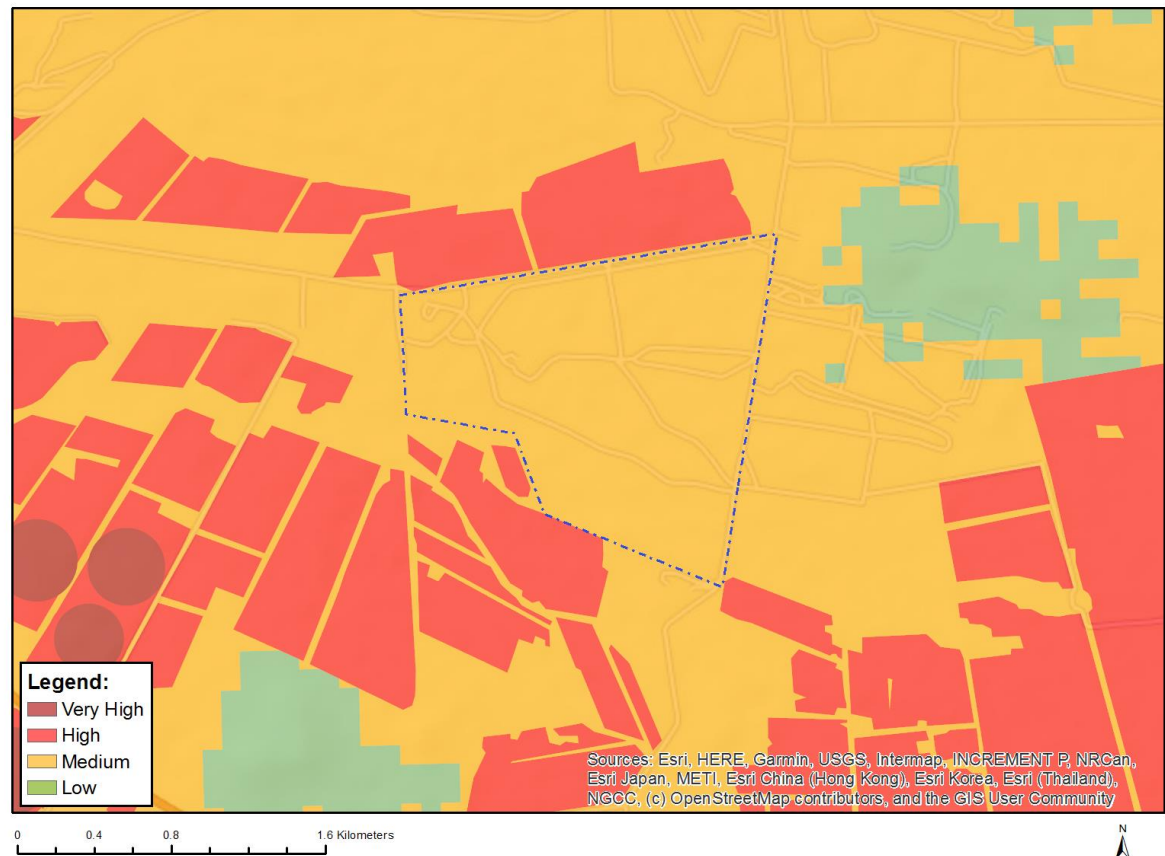 Legend:
Very High
High
Medium
Low
Sources: Esri, HERE, Garmin, USGS, Intermap, INCREMENT P, NRCan,
Esri Japan, METI, Esri China (Hong Kong), Esri Korea, Esri (Thailand),
NGCC, (c) OpenStreetMap contributors, and the GIS User Community
0 0.4 0.8 1.6 Kilometers
N